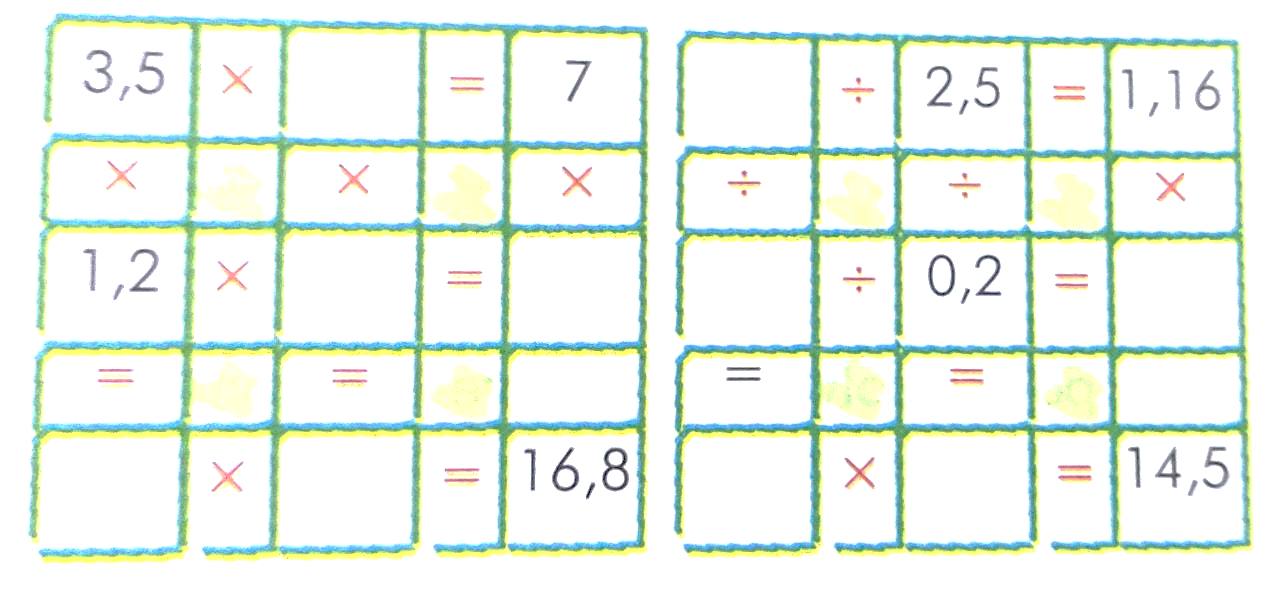 3,5 × = 7
÷ 2,5 = 1,16
× × ×
÷ ÷ ×
1,2 × =
÷ 0,2 =
= =
= =
× = 16,8
× = 14,5